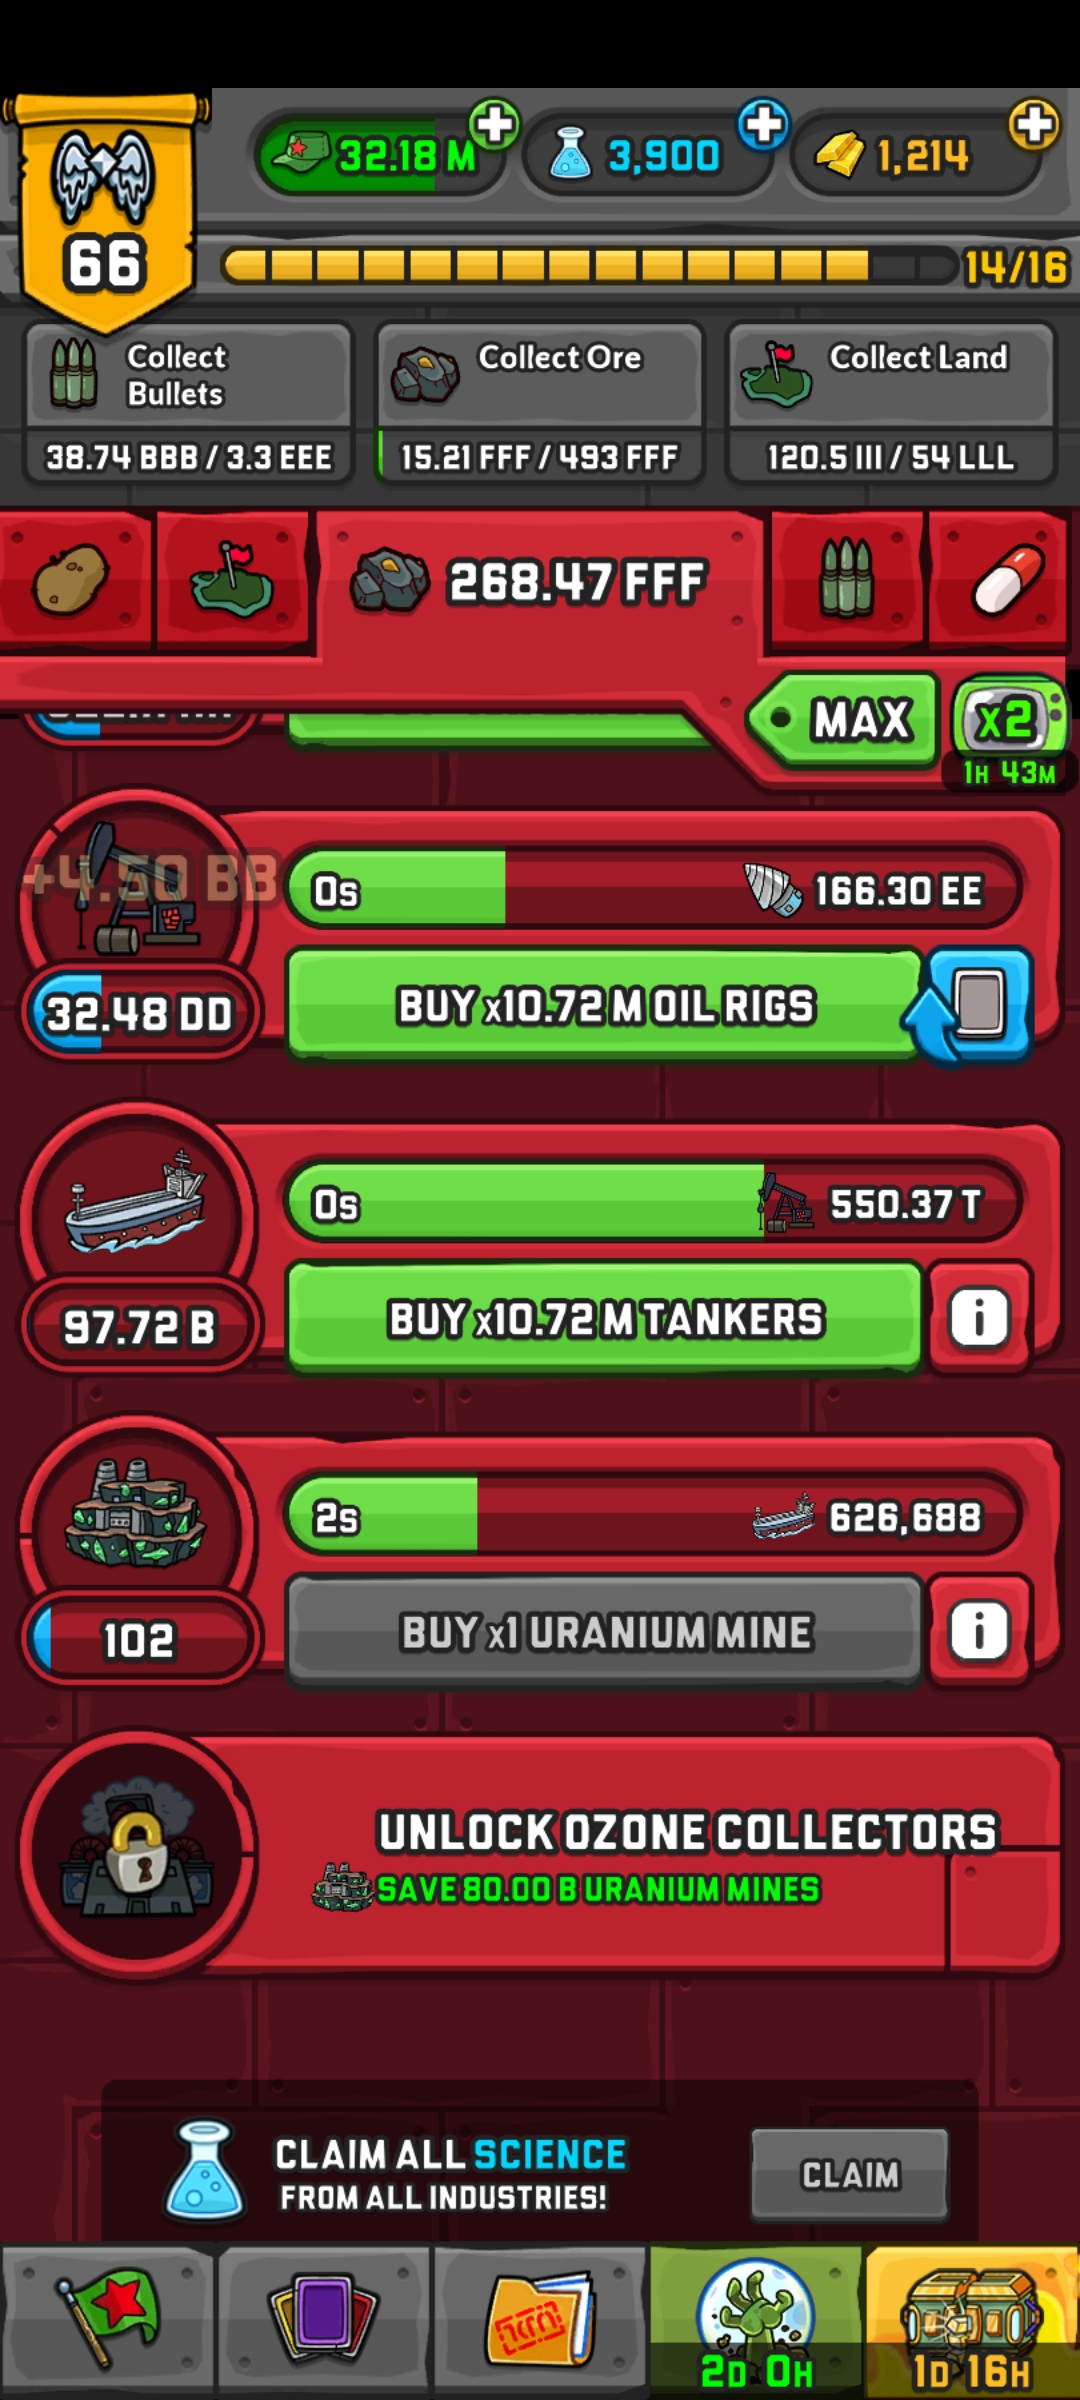 32.18 M
3,900
1,214
66
14/16
Collect
Bullets
38.74 BBB / 3.3 EEE
Collect Ore
15.21 FFF / 493 FFF
Collect Land
120.5 III / 54 LLL
268.47 FFF
MAX
x2
1H 43M
+4.50 BB
0s
166.30 EE
32.48 DD
BUY x10.72 M OIL RIGS
0s
550.37 T
97.72 B
BUY x10.72 M TANKERS
i
2s
626,688
102
BUY x1 URANIUM MINE
i
UNLOCK OZONE COLLECTORS
SAVE 80.00 B URANIUM MINES
CLAIM ALL SCIENCE
FROM ALL INDUSTRIES!
CLAIM
2D 0H
1D 16H